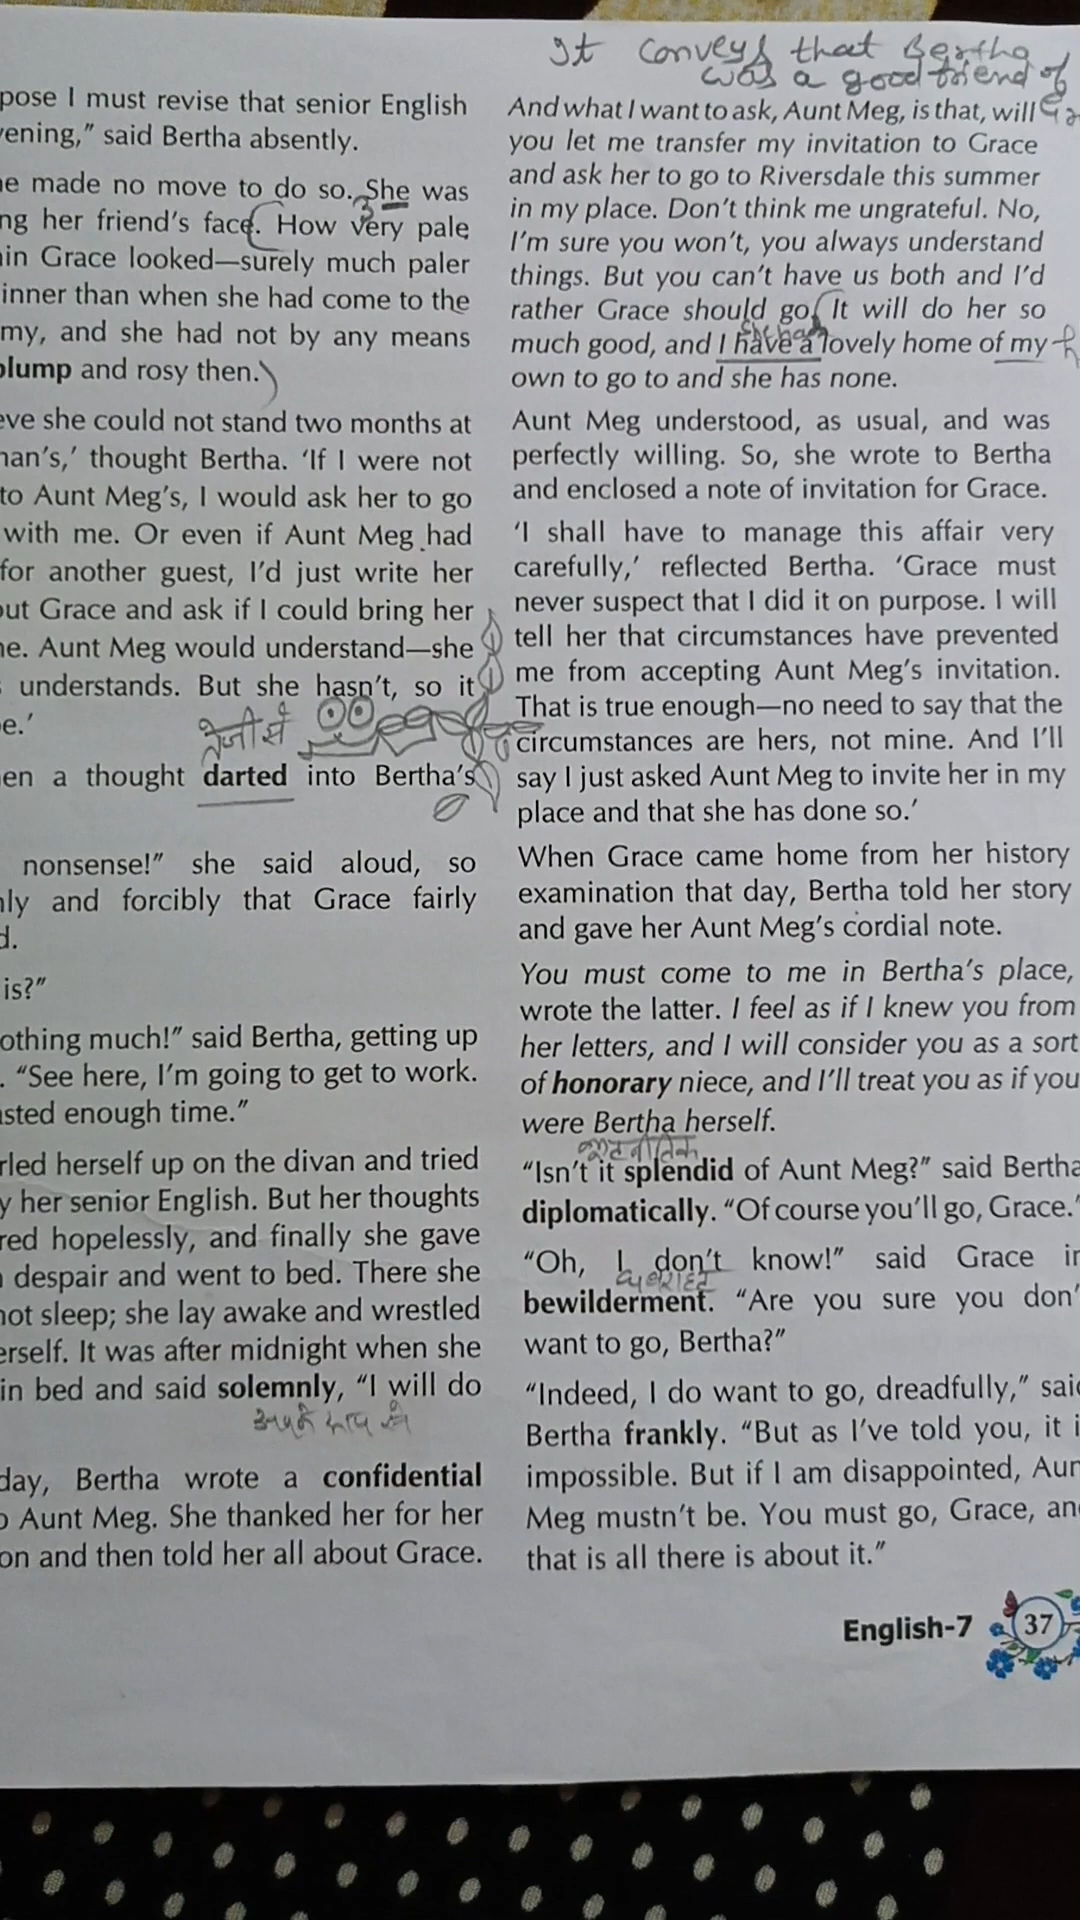 It conveys that Bertha
was a good friend of
pose I must revise that senior English
ening," said Bertha absently.
e made no move to do so. She was
ng her friend's face. How very pale
in Grace looked—surely much paler
inner than when she had come to the
my, and she had not by any means
plump and rosy then.
eve she could not stand two months at
man's,' thought Bertha. 'If I were not
to Aunt Meg's, I would ask her to go
with me. Or even if Aunt Meg had
for another guest, I'd just write her
out Grace and ask if I could bring her
ne. Aunt Meg would understand—she
understands. But she hasn't, so it
e.'
तेजी से
en a thought darted into Bertha's
nonsense!" she said aloud, so
ly and forcibly that Grace fairly
d.
is?"
othing much!" said Bertha, getting up
. "See here, I'm going to get to work.
asted enough time."
rled herself up on the divan and tried
y her senior English. But her thoughts
red hopelessly, and finally she gave
despair and went to bed. There she
not sleep; she lay awake and wrestled
erself. It was after midnight when she
in bed and said solemnly, "I will do
day, Bertha wrote a confidential
o Aunt Meg. She thanked her for her
on and then told her all about Grace.
And what I want to ask, Aunt Meg, is that, will
you let me transfer my invitation to Grace
and ask her to go to Riversdale this summer
in my place. Don't think me ungrateful. No,
I'm sure you won't, you always understand
things. But you can't have us both and I'd
rather Grace should go. It will do her so
much good, and I have a lovely home of my
own to go to and she has none.
Aunt Meg understood, as usual, and was
perfectly willing. So, she wrote to Bertha
and enclosed a note of invitation for Grace.
'I shall have to manage this affair very
carefully,' reflected Bertha. 'Grace must
never suspect that I did it on purpose. I will
tell her that circumstances have prevented
me from accepting Aunt Meg's invitation.
That is true enough—no need to say that the
circumstances are hers, not mine. And I'll
say I just asked Aunt Meg to invite her in my
place and that she has done so.'
When Grace came home from her history
examination that day, Bertha told her story
and gave her Aunt Meg's cordial note.
You must come to me in Bertha's place,
wrote the latter. I feel as if I knew you from
her letters, and I will consider you as a sort
of honorary niece, and I'll treat you as if you
were Bertha herself.
"Isn't it splendid of Aunt Meg?" said Bertha
diplomatically. "Of course you'll go, Grace."
"Oh, I don't know!" said Grace in
bewilderment. "Are you sure you don'
want to go, Bertha?"
"Indeed, I do want to go, dreadfully," said
Bertha frankly. "But as I've told you, it i
impossible. But if I am disappointed, Aun
Meg mustn't be. You must go, Grace, an
that is all there is about it."
English-7 37